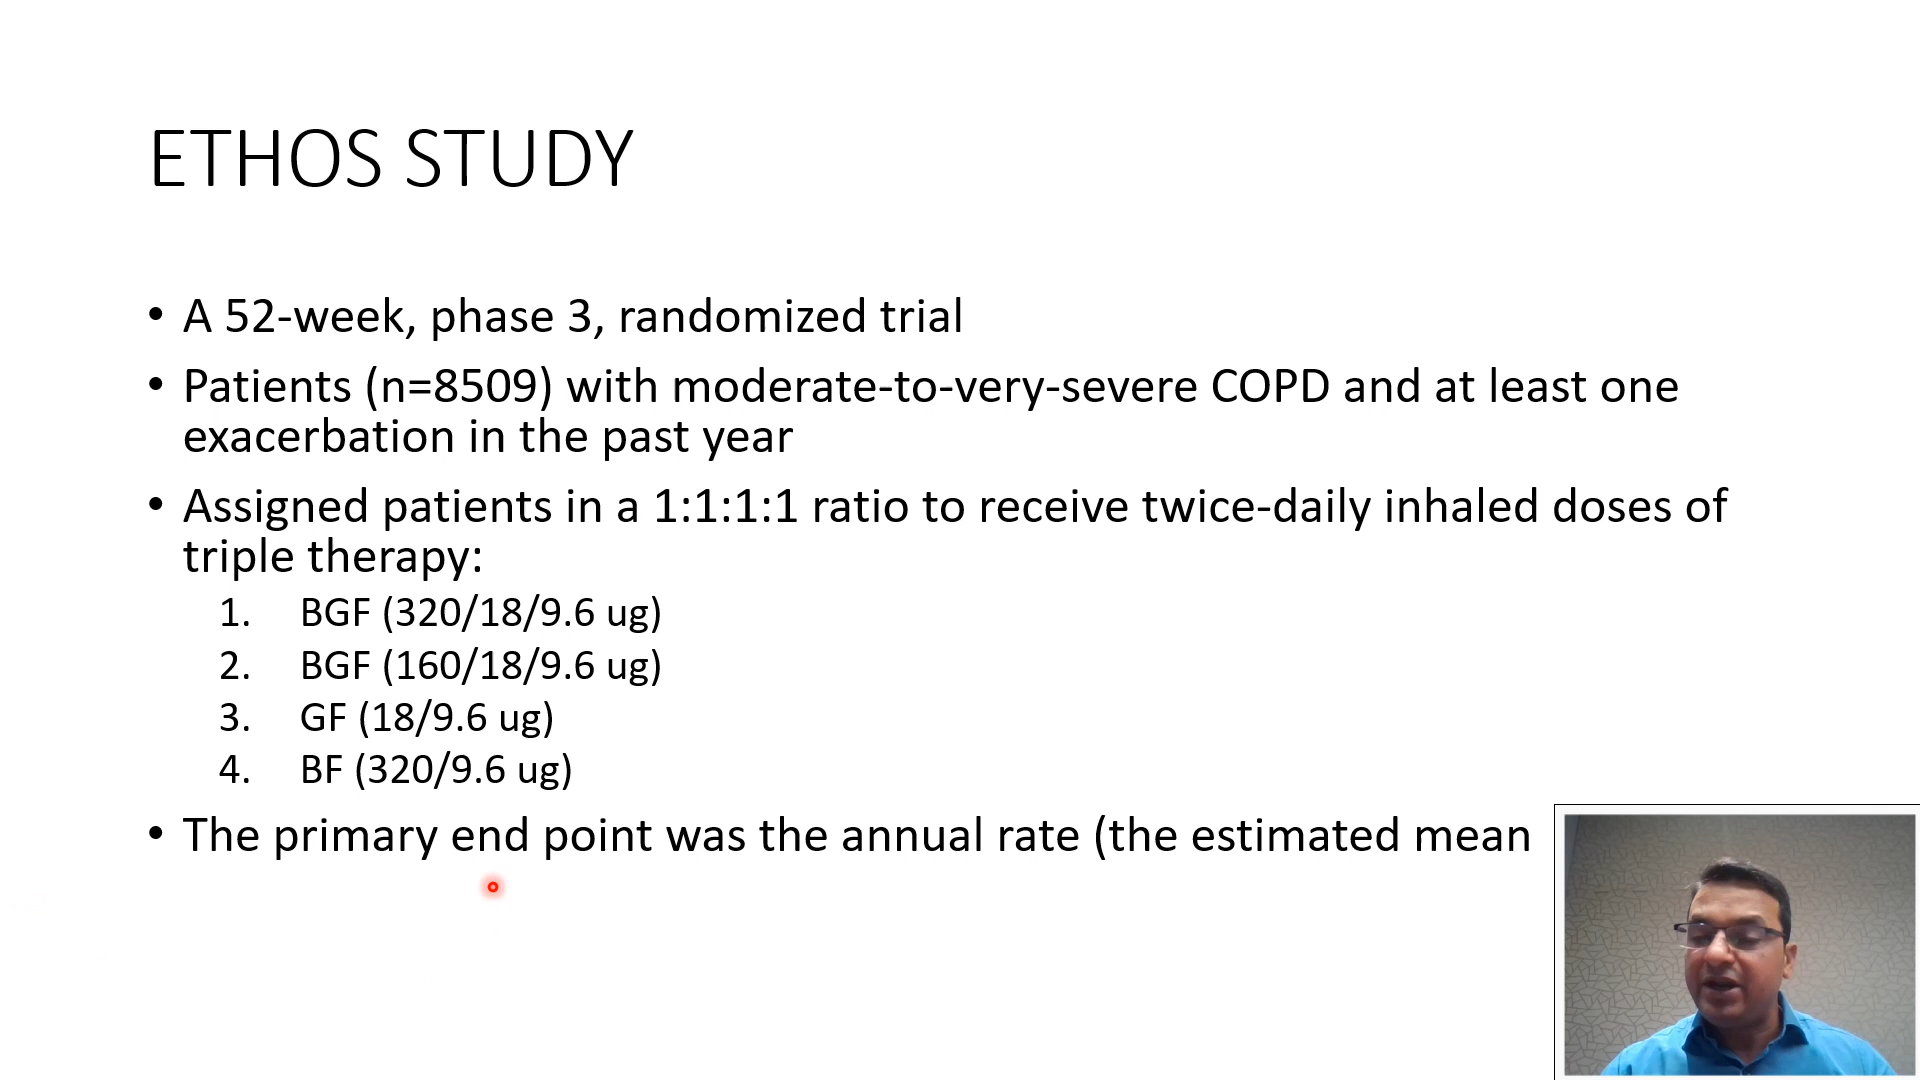 ETHOS STUDY
• A 52-week, phase 3, randomized trial
• Patients (n=8509) with moderate-to-very-severe COPD and at least one
exacerbation in the past year
• Assigned patients in a 1:1:1:1 ratio to receive twice-daily inhaled doses of
triple therapy:
1. BGF (320/18/9.6 ug)
2. BGF (160/18/9.6 ug)
3. GF (18/9.6 ug)
4. BF (320/9.6 ug)
• The primary end point was the annual rate (the estimated mean